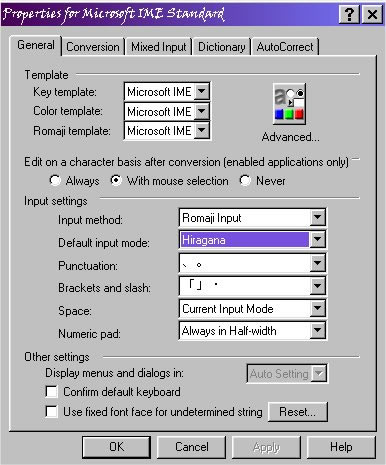 Properties for Microsoft IME Standard
General Conversion Mixed Input Dictionary AutoCorrect
Template
Key template: Microsoft IME
Color template: Microsoft IME
Romaji template: Microsoft IME
Advanced...
Edit on a character basis after conversion (enabled applications only)
Always With mouse selection Never
Input settings
Input method: Romaji Input
Default input mode: Hiragana
Punctuation: 、。
Brackets and slash: 「」・
Space: Current Input Mode
Numeric pad: Always in Half-width
Other settings
Display menus and dialogs in: Auto Setting
Confirm default keyboard
Use fixed font face for undetermined string Reset...
OK Cancel Apply Help